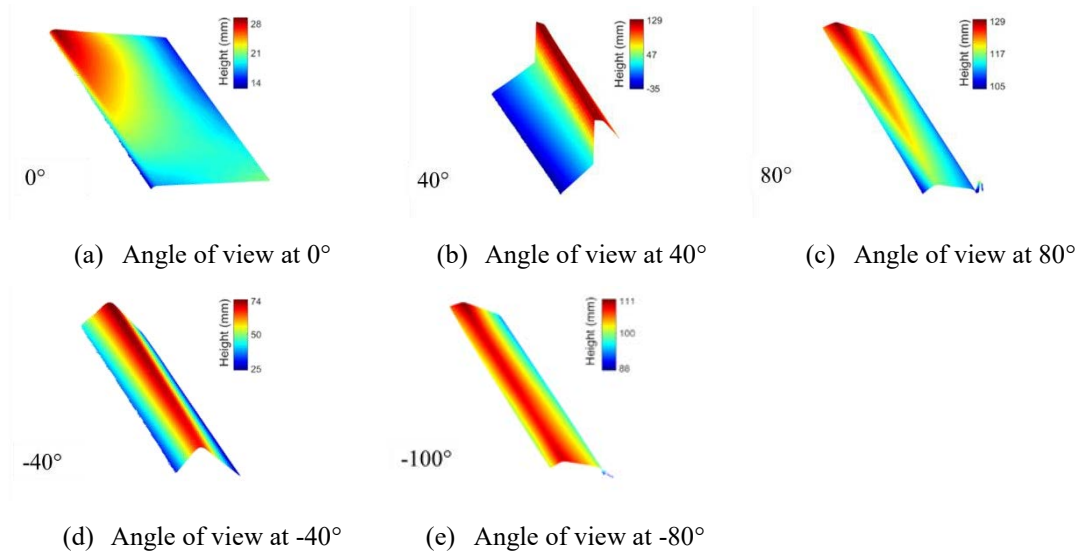 Height (mm)
28
21
14
0°
(a) Angle of view at 0°
Height (mm)
129
47
-35
40°
(b) Angle of view at 40°
Height (mm)
129
117
105
80°
(c) Angle of view at 80°
Height (mm)
74
50
25
-40°
(d) Angle of view at -40°
Height (mm)
111
100
88
-100°
(e) Angle of view at -80°